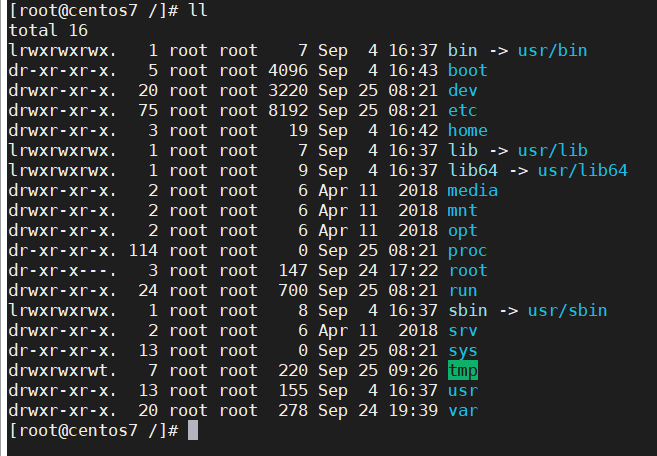 [root@centos7 /]# ll
total 16
lrwxrwxrwx.   1 root root    7 Sep  4 16:37 bin -> usr/bin
dr-xr-xr-x.   5 root root 4096 Sep  4 16:43 boot
drwxr-xr-x.  20 root root 3220 Sep 25 08:21 dev
drwxr-xr-x.  75 root root 8192 Sep 25 08:21 etc
drwxr-xr-x.   3 root root   19 Sep  4 16:42 home
lrwxrwxrwx.   1 root root    7 Sep  4 16:37 lib -> usr/lib
lrwxrwxrwx.   1 root root    9 Sep  4 16:37 lib64 -> usr/lib64
drwxr-xr-x.   2 root root    6 Apr 11  2018 media
drwxr-xr-x.   2 root root    6 Apr 11  2018 mnt
drwxr-xr-x.   2 root root    6 Apr 11  2018 opt
dr-xr-xr-x. 114 root root    0 Sep 25 08:21 proc
dr-xr-x---.   3 root root  147 Sep 24 17:22 root
drwxr-xr-x.  24 root root  700 Sep 25 08:21 run
lrwxrwxrwx.   1 root root    8 Sep  4 16:37 sbin -> usr/sbin
drwxr-xr-x.   2 root root    6 Apr 11  2018 srv
dr-xr-xr-x.  13 root root    0 Sep 25 08:21 sys
drwxrwxrwt.   7 root root  220 Sep 25 09:26 tmp
drwxr-xr-x.  13 root root  155 Sep  4 16:37 usr
drwxr-xr-x.  20 root root  278 Sep 24 19:39 var
[root@centos7 /]#